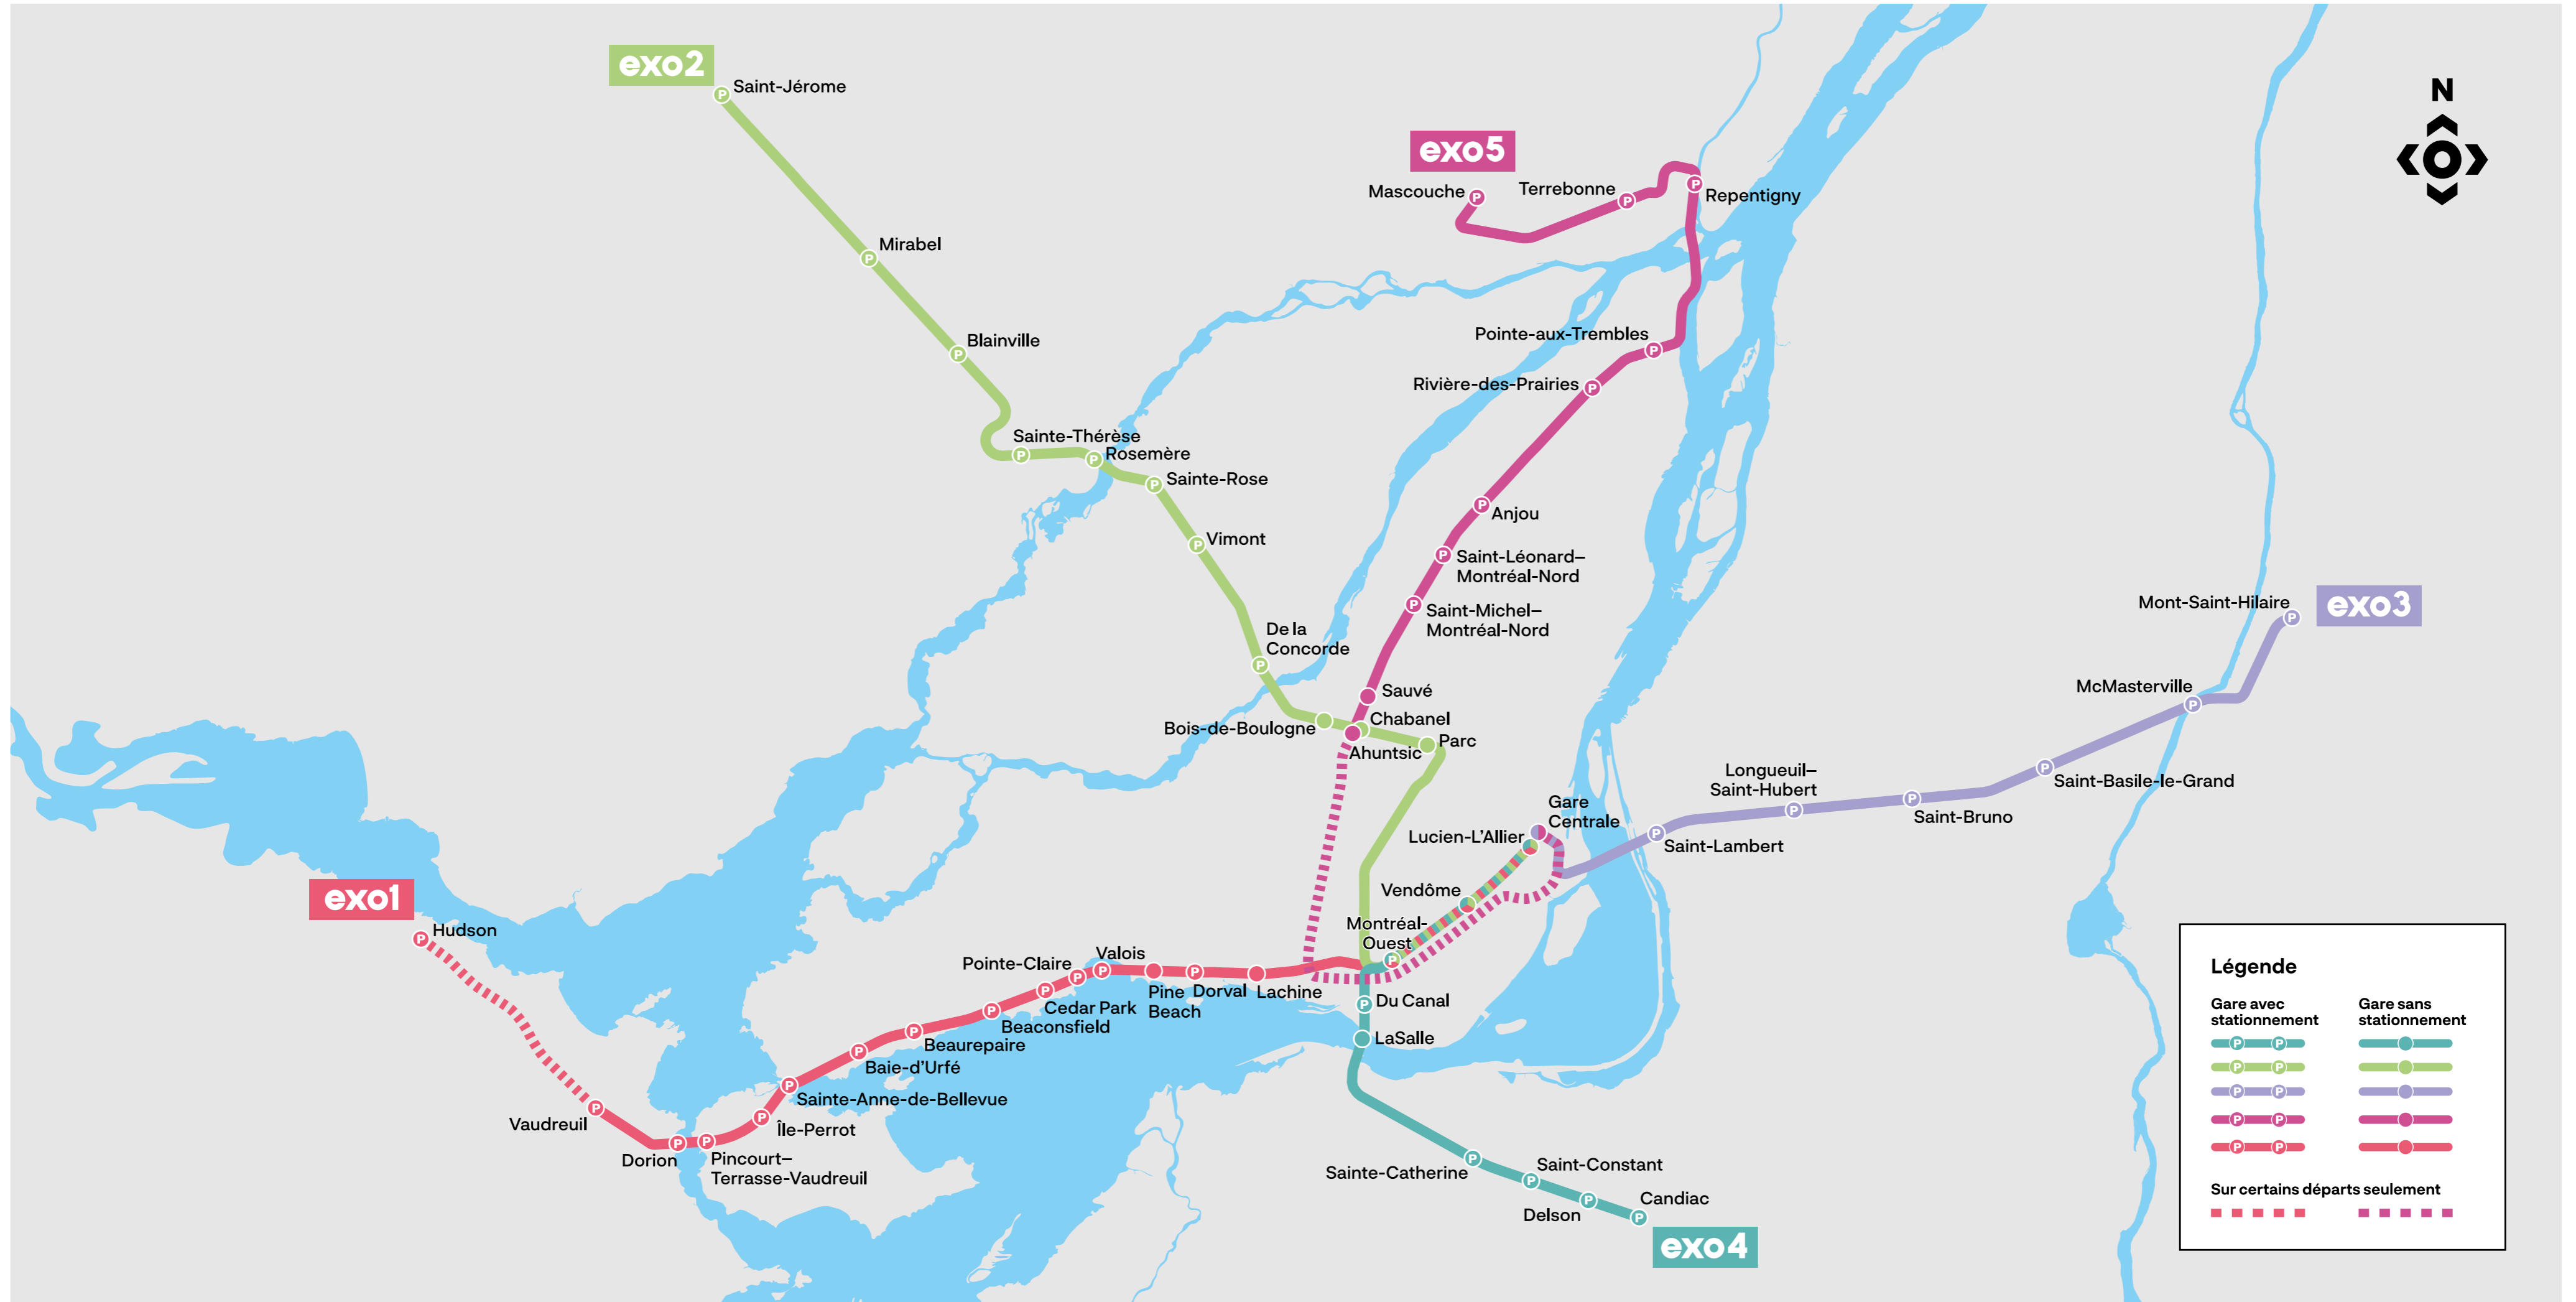 exo2
Saint-Jérome
Mirabel
Blainville
Sainte-Thérèse
Rosemère
Sainte-Rose
Vimont
De la
Concorde
Bois-de-Boulogne
Chabanel
Parc
exo5
Mascouche
Terrebonne
Repentigny
Pointe-aux-Trembles
Rivière-des-Prairies
Anjou
Saint-Léonard–
Montréal-Nord
Saint-Michel–
Montréal-Nord
Sauvé
Ahuntsic
N
exo3
Mont-Saint-Hilaire
McMasterville
Saint-Basile-le-Grand
Saint-Bruno
Longueuil–
Saint-Hubert
Saint-Lambert
Gare
Centrale
Lucien-L'Allier
Vendôme
Montréal-
Ouest
exo1
Hudson
Vaudreuil
Dorion
Pincourt–
Terrasse-Vaudreuil
Île-Perrot
Sainte-Anne-de-Bellevue
Baie-d'Urfé
Beaurepaire
Beaconsfield
Cedar Park
Pointe-Claire
Valois
Pine
Beach
Dorval
Lachine
Du Canal
LaSalle
Sainte-Catherine
Saint-Constant
Delson
Candiac
exo4
Légende
Gare avec
stationnement
Gare sans
stationnement
P P
P P
P P
P P
P P
Sur certains départs seulement